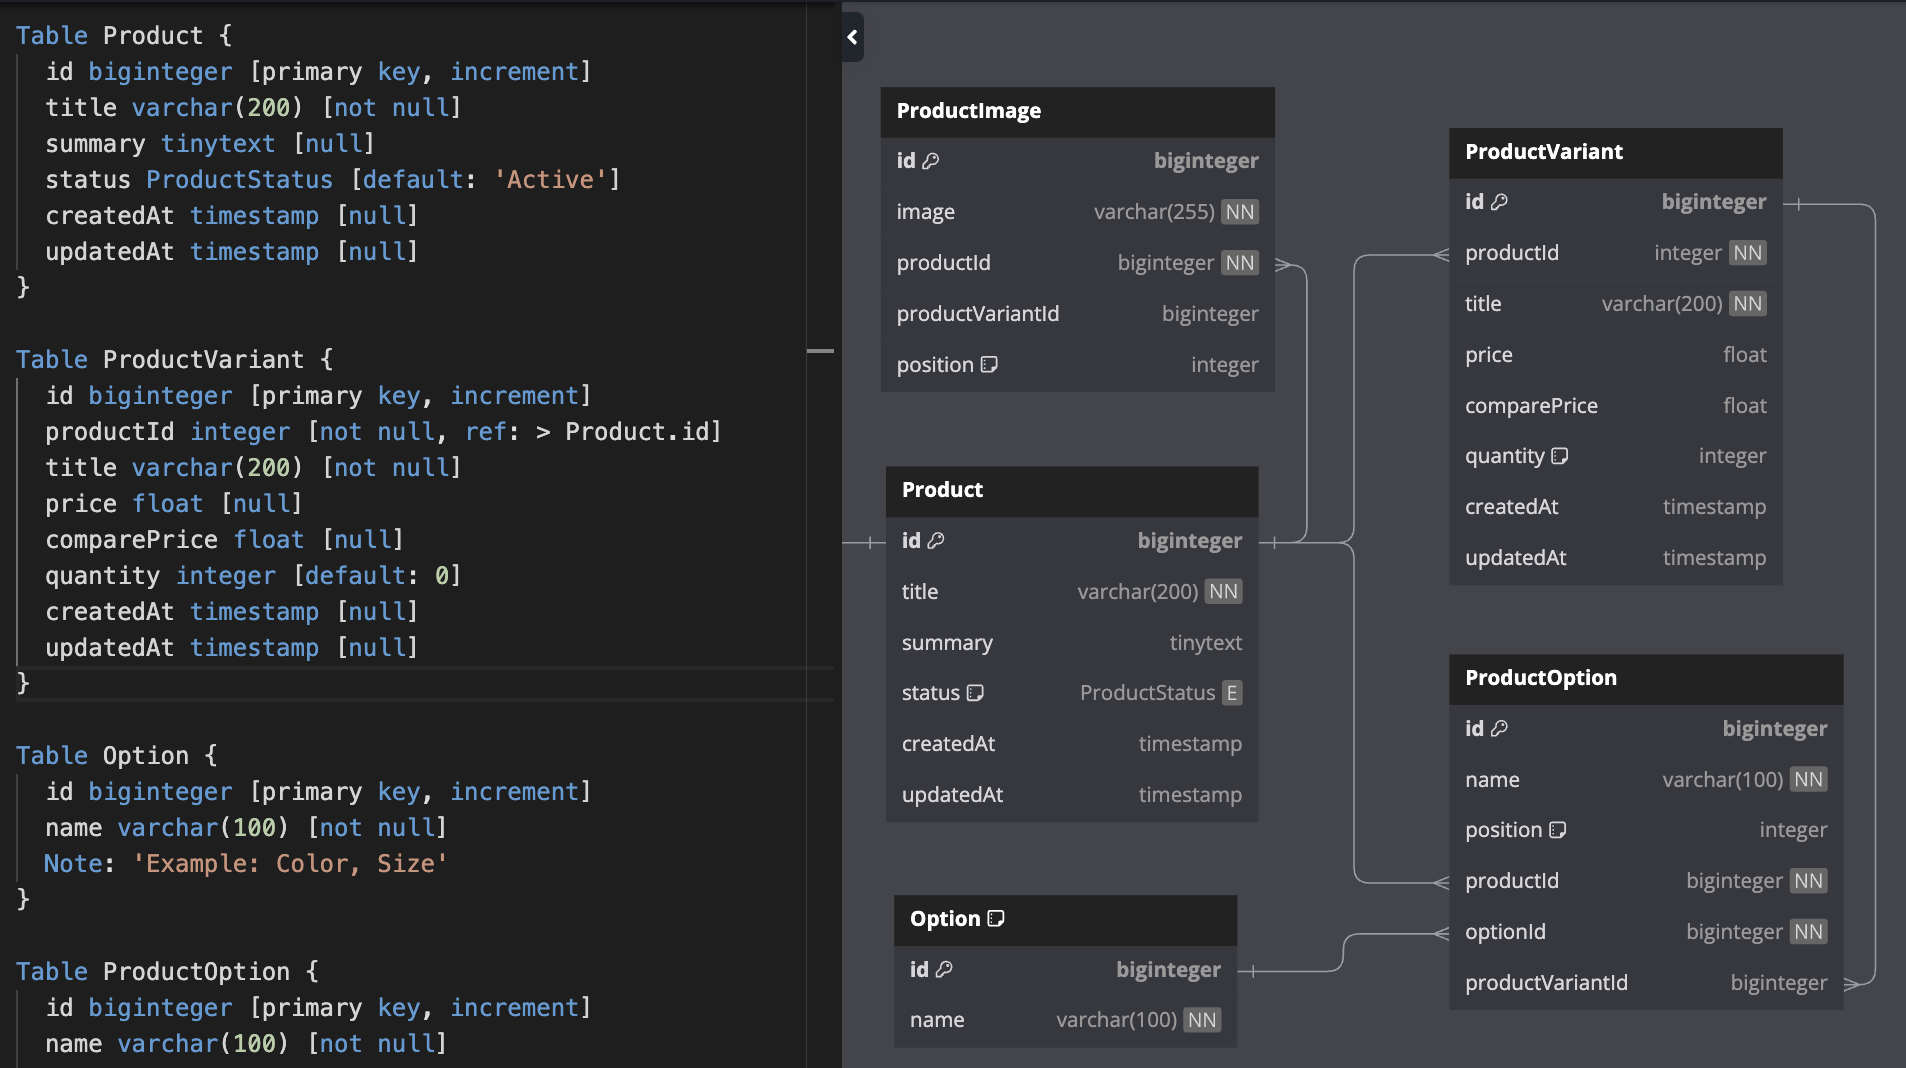 Table Product {
id biginteger [primary key, increment]
title varchar(200) [not null]
summary tinytext [null]
status ProductStatus [default: 'Active']
createdAt timestamp [null]
updatedAt timestamp [null]
}
Table ProductVariant {
id biginteger [primary key, increment]
productId integer [not null, ref: > Product.id]
title varchar(200) [not null]
price float [null]
comparePrice float [null]
quantity integer [default: 0]
createdAt timestamp [null]
updatedAt timestamp [null]
}
Table Option {
id biginteger [primary key, increment]
name varchar(100) [not null]
Note: 'Example: Color, Size'
}
Table ProductOption {
id biginteger [primary key, increment]
name varchar(100) [not null]
ProductImage
id biginteger
image varchar(255) NN
productId biginteger NN
productVariantId biginteger
position integer
Product
id biginteger
title varchar(200) NN
summary tinytext
status ProductStatus E
createdAt timestamp
updatedAt timestamp
Option
id biginteger
name varchar(100) NN
ProductVariant
id biginteger
productId integer NN
title varchar(200) NN
price float
comparePrice float
quantity integer
createdAt timestamp
updatedAt timestamp
ProductOption
id biginteger
name varchar(100) NN
position integer
productId biginteger NN
optionId biginteger NN
productVariantId biginteger